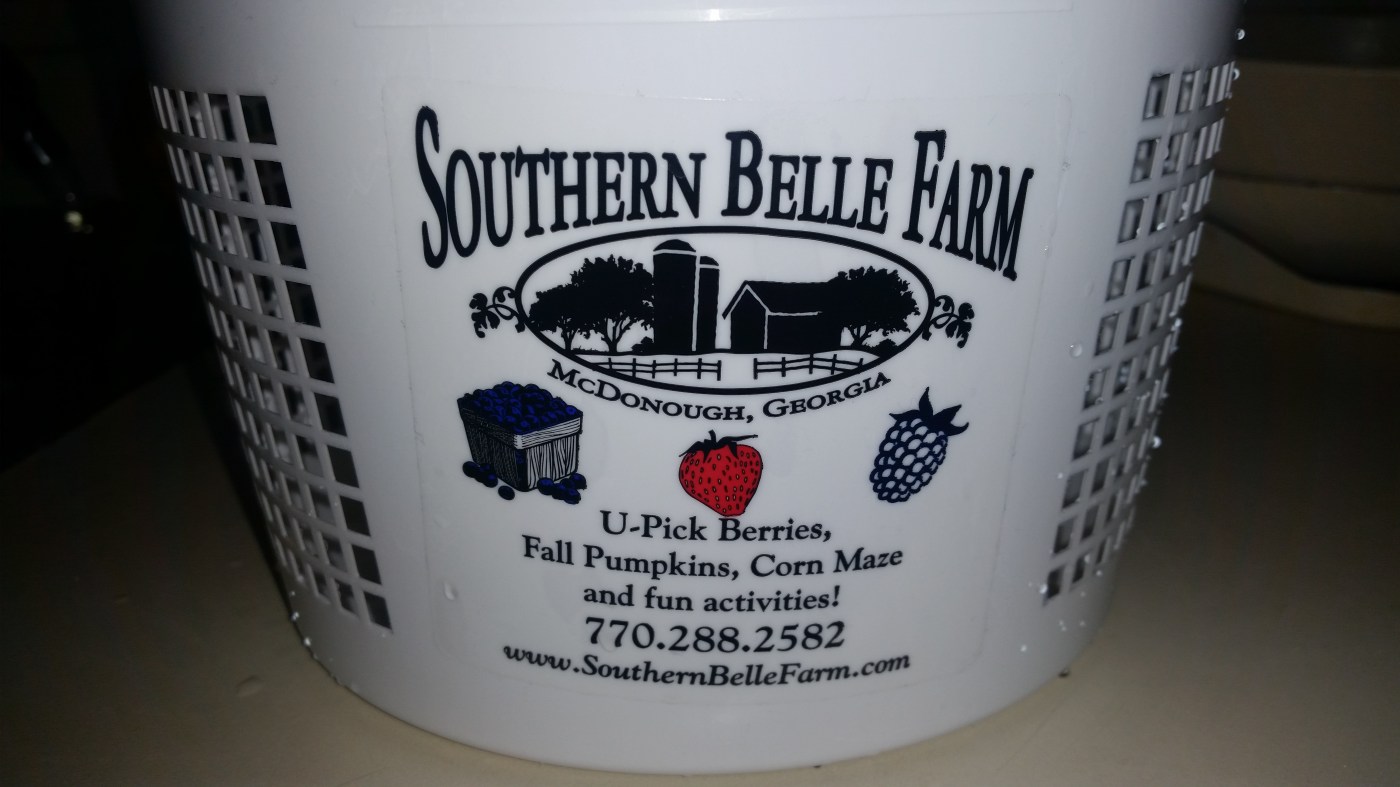 SOUTHERN BELLE FARM
MCDONOUGH, GEORGIA
U-Pick Berries,
Fall Pumpkins, Corn Maze
and fun activities!
770.288.2582
www.SouthernBelleFarm.com